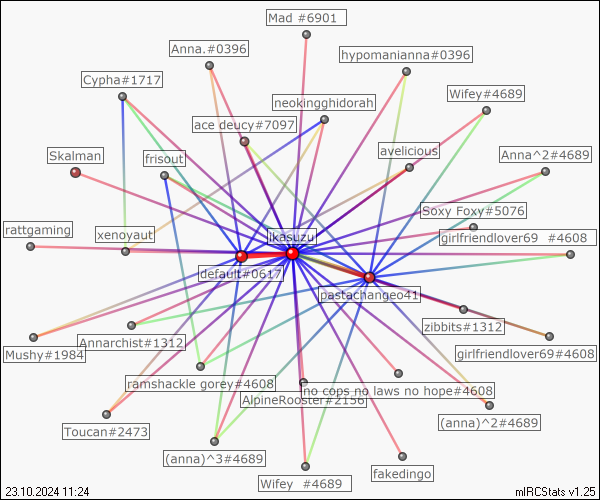 Mad #6901
Anna.#0396
hypomanianna#0396
Cypha#1717
Wifey#4689
neokingghidorah
ace deucy#7097
Skalman
frisout
avelicious
Anna^2#4689
Soxy Foxy#5076
rattgaming
xenoyaut
ikasuzu
girlfriendlover69 #4608
default#0617
pastachangeo41
zibbits#1312
Mushy#1984
Annarchist#1312
girlfriendlover69#4608
ramshackle gorey#4608
no cops no laws no hope#4608
AlpineRooster#2156
Toucan#2473
(anna)^2#4689
(anna)^3#4689
fakedingo
Wifey #4689
23.10.2024 11:24
mIRCStats v1.25